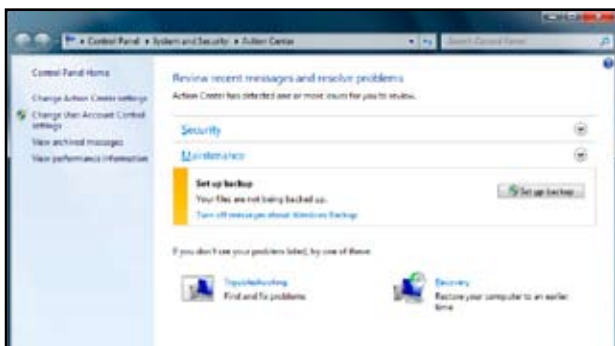 Control Panel • System and Security • Action Center
Search Control Panel
Control Panel Home
Change Action Center settings
Change User Account Control
settings
View archived messages
View performance information
Review recent messages and resolve problems
Action Center has detected one or more issues for you to review.
Security
Maintenance
Set up backup
Your files are not being backed up.
Turn off messages about Windows Backup
Set up backup
If you don't see your problem listed, try one of these:
Troubleshooting
Find and fix problems
Recovery
Restore your computer to an earlier
time